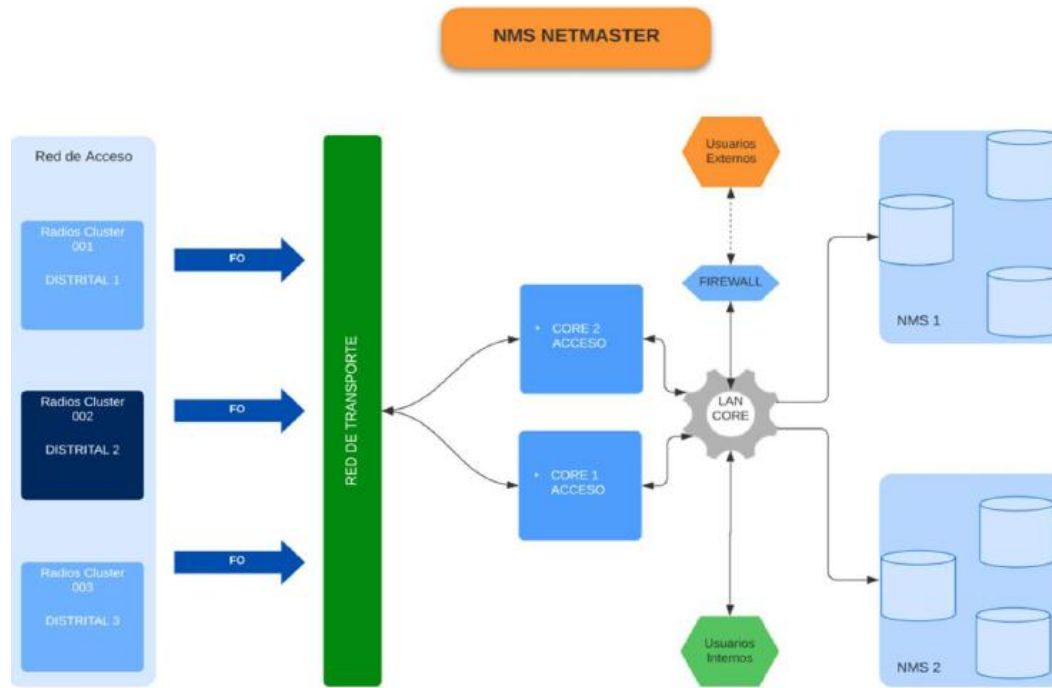 NMS NETMASTER
Red de Acceso
Radios Cluster
001
DISTRITAL 1
Radios Cluster
002
DISTRITAL 2
Radios Cluster
003
DISTRITAL 3
FO
FO
FO
RED DE TRANSPORTE
• CORE 2
ACCESO
• CORE 1
ACCESO
Usuarios
Externos
FIREWALL
LAN
CORE
Usuarios
Internos
NMS 1
NMS 2